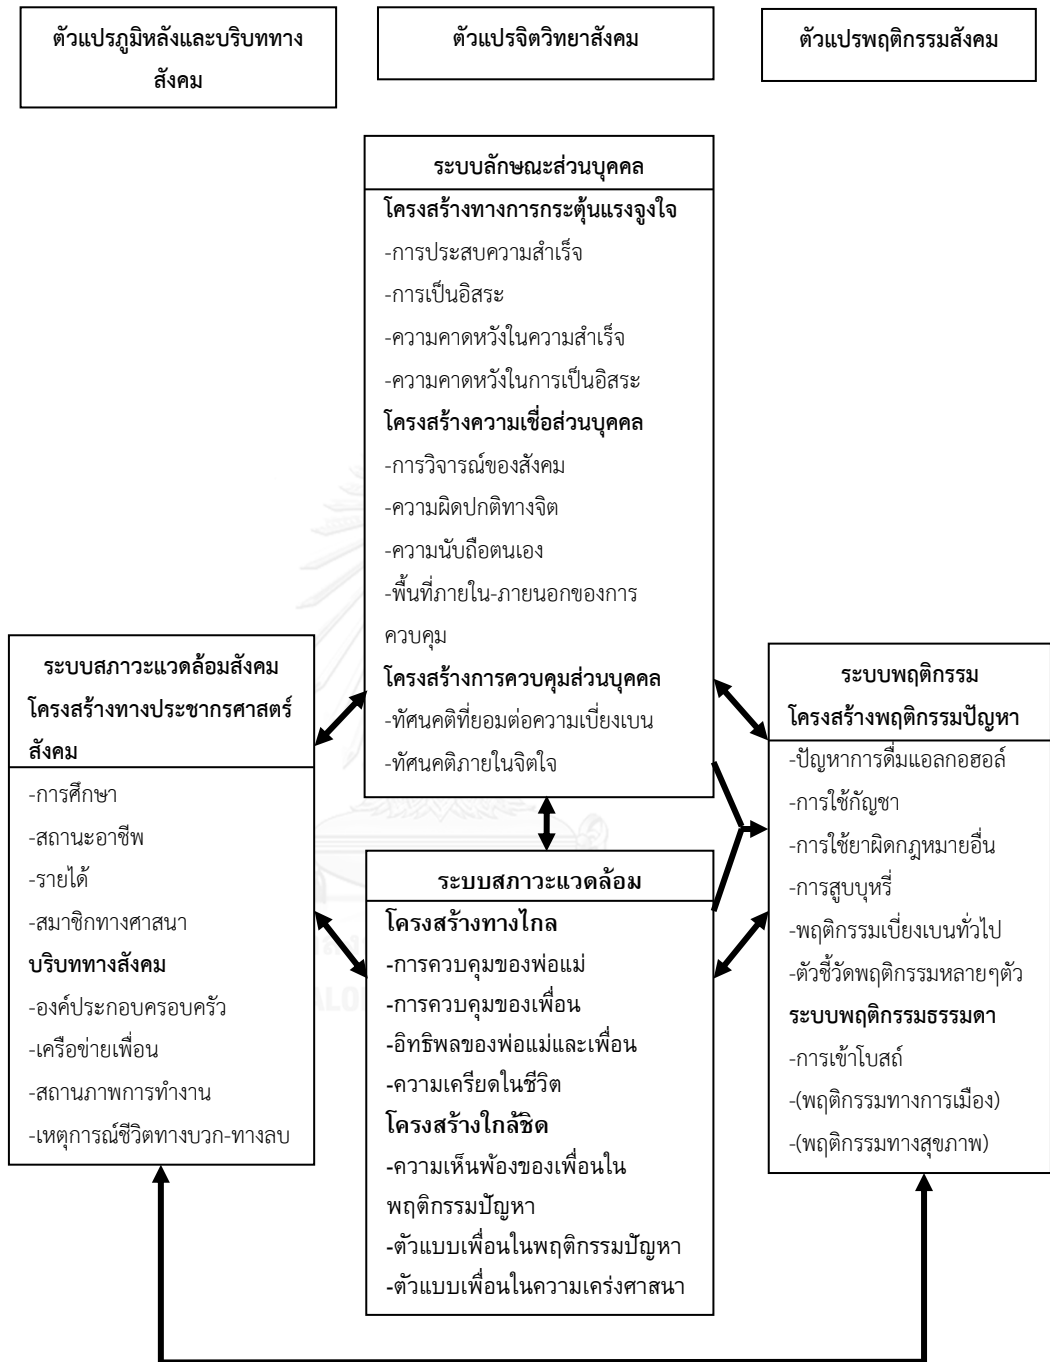 ตัวแปรภูมิหลังและบริบททาง
สังคม
ตัวแปรจิตวิทยาสังคม
ตัวแปรพฤติกรรมสังคม
ระบบลักษณะส่วนบุคคล
โครงสร้างทางการกระตุ้นแรงจูงใจ
-การประสบความสำเร็จ
-การเป็นอิสระ
-ความคาดหวังในความสำเร็จ
-ความคาดหวังในการเป็นอิสระ
โครงสร้างความเชื่อส่วนบุคคล
-การวิจารณ์ของสังคม
-ความผิดปกติทางจิต
-ความนับถือตนเอง
-พื้นที่ภายใน-ภายนอกของการ
ควบคุม
โครงสร้างการควบคุมส่วนบุคคล
-ทัศนคติที่ยอมต่อความเบี่ยงเบน
-ทัศนคติภายในจิตใจ
ระบบสภาวะแวดล้อมสังคม
โครงสร้างทางประชากรศาสตร์
สังคม
-การศึกษา
-สถานะอาชีพ
-รายได้
-สมาชิกทางศาสนา
บริบททางสังคม
-องค์ประกอบครอบครัว
-เครือข่ายเพื่อน
-สถานภาพการทำงาน
-เหตุการณ์ชีวิตทางบวก-ทางลบ
ระบบสภาวะแวดล้อม
โครงสร้างทางไกล
-การควบคุมของพ่อแม่
-การควบคุมของเพื่อน
-อิทธิพลของพ่อแม่และเพื่อน
-ความเครียดในชีวิต
โครงสร้างใกล้ชิด
-ความเห็นพ้องของเพื่อนใน
พฤติกรรมปัญหา
-ตัวแบบเพื่อนในพฤติกรรมปัญหา
-ตัวแบบเพื่อนในความเคร่งศาสนา
ระบบพฤติกรรม
โครงสร้างพฤติกรรมปัญหา
-ปัญหาการดื่มแอลกอฮอล์
-การใช้กัญชา
-การใช้ยาผิดกฎหมายอื่น
-การสูบบุหรี่
-พฤติกรรมเบี่ยงเบนทั่วไป
-ตัวชี้วัดพฤติกรรมหลายๆตัว
ระบบพฤติกรรมธรรมดา
-การเข้าโบสถ์
-(พฤติกรรมทางการเมือง)
-(พฤติกรรมทางสุขภาพ)